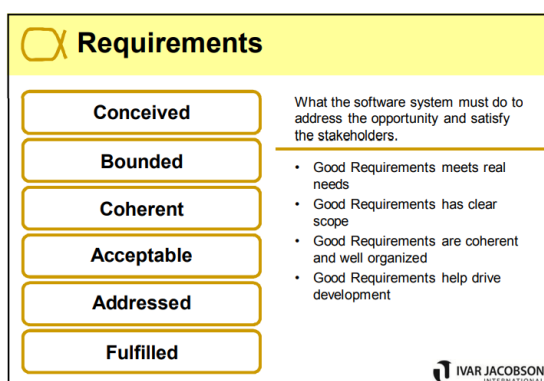 Requirements
Conceived
Bounded
Coherent
Acceptable
Addressed
Fulfilled
What the software system must do to
address the opportunity and satisfy
the stakeholders.
• Good Requirements meets real
needs
• Good Requirements has clear
scope
• Good Requirements are coherent
and well organized
• Good Requirements help drive
development
IVAR JACOBSON
INTERNATIONAL